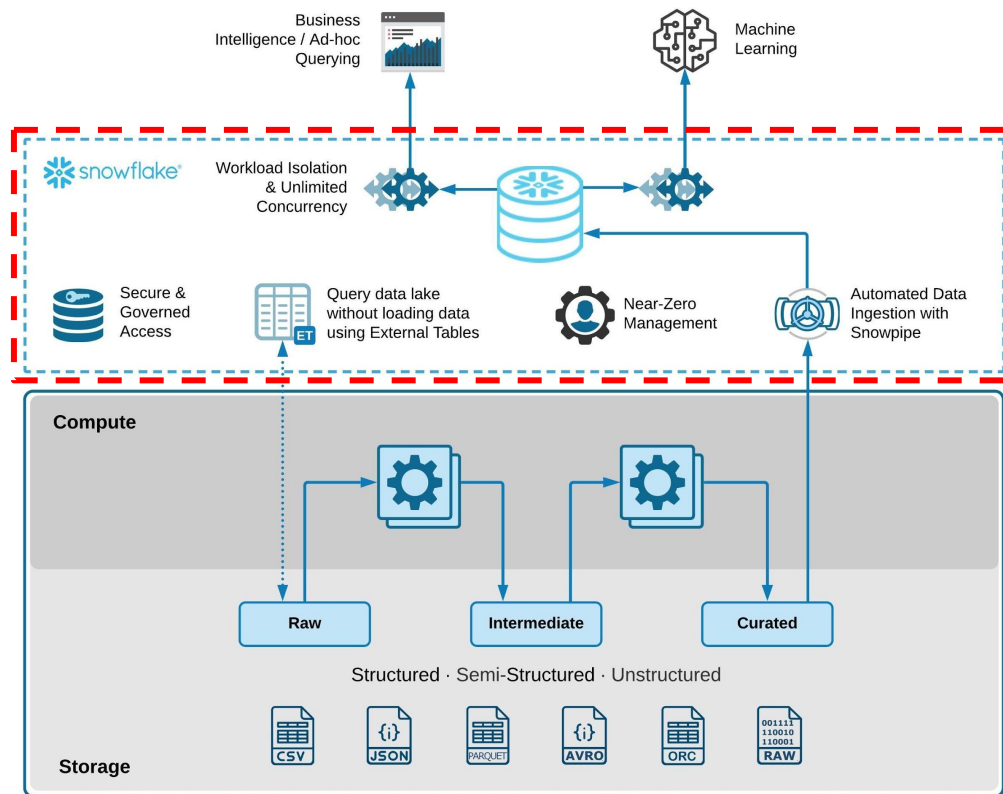 Business
Intelligence / Ad-hoc
Querying
Machine
Learning
snowflake®
Workload Isolation
& Unlimited
Concurrency
Secure &
Governed
Access
ET
Query data lake
without loading data
using External Tables
Near-Zero
Management
Automated Data
Ingestion with
Snowpipe
Compute
Raw
Intermediate
Curated
Structured · Semi-Structured · Unstructured
CSV
{i}
JSON
PARQUET
{i}
AVRO
ORC
001111
110010
110001
RAW
Storage